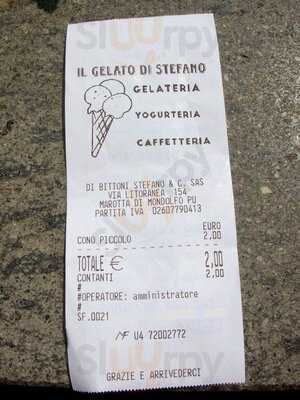 Sluurpy
IL GELATO DI STEFANO
GELATERIA
YOGURTERIA
CAFFETTERIA
DI BITTONI STEFANO & C. SAS
VIA LITORANEA 154
MAROTTA DI MONDOLFO PU
PARTITA IVA 02607790413
EURO
CONO PICCOLO 2,00
TOTALE € 2,00
CONTANTI 2,00
#
#OPERATORE: amministratore
#
SF.0021
MF U4 72002772
GRAZIE E ARRIVEDERCI
Sluurpy